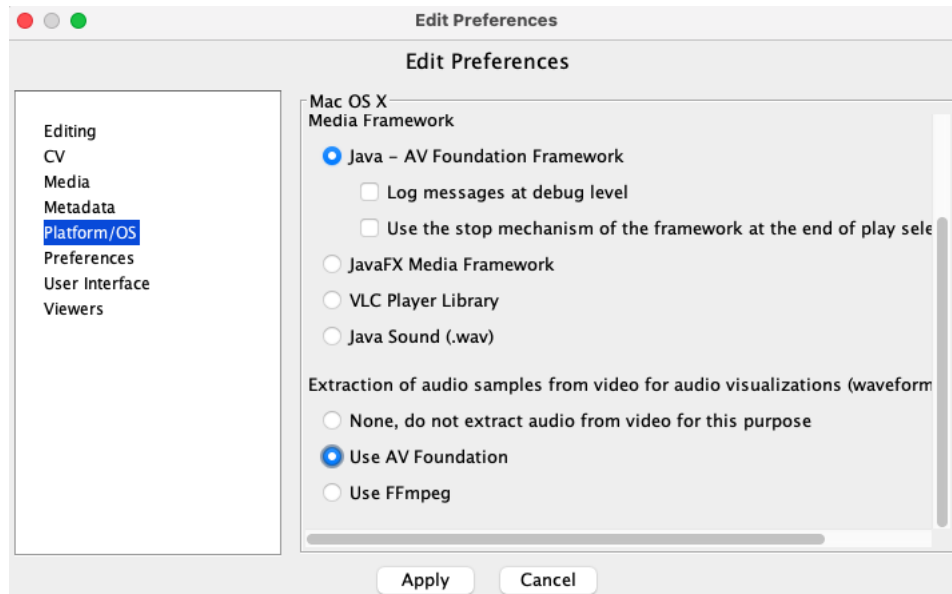 Edit Preferences
Edit Preferences
Editing
CV
Media
Metadata
Platform/OS
Preferences
User Interface
Viewers
Mac OS X
Media Framework
Java – AV Foundation Framework
Log messages at debug level
Use the stop mechanism of the framework at the end of play sele
JavaFX Media Framework
VLC Player Library
Java Sound (.wav)
Extraction of audio samples from video for audio visualizations (waveform
None, do not extract audio from video for this purpose
Use AV Foundation
Use FFmpeg
Apply
Cancel